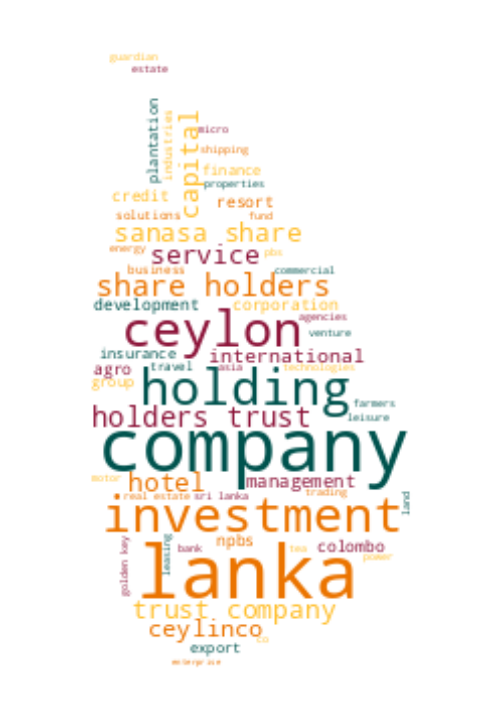 guardian
estate
plantation
industries
capital
micro
shipping
finance
properties
credit
resort
solutions
fund
sanasa share
energy
service
pbs
business
commercial
share holders
development
corporation
agencies
ceylon
venture
insurance
international
agro
travel
asia
technologies
group
holding
farmers
holders trust
leisure
company
motor
hotel
management
real estate
sri lanka
trading
land
investment
golden key
leasing
bank
npbs
tea
colombo
power
lanka
trust company
ceylinco
co
export
enterprise